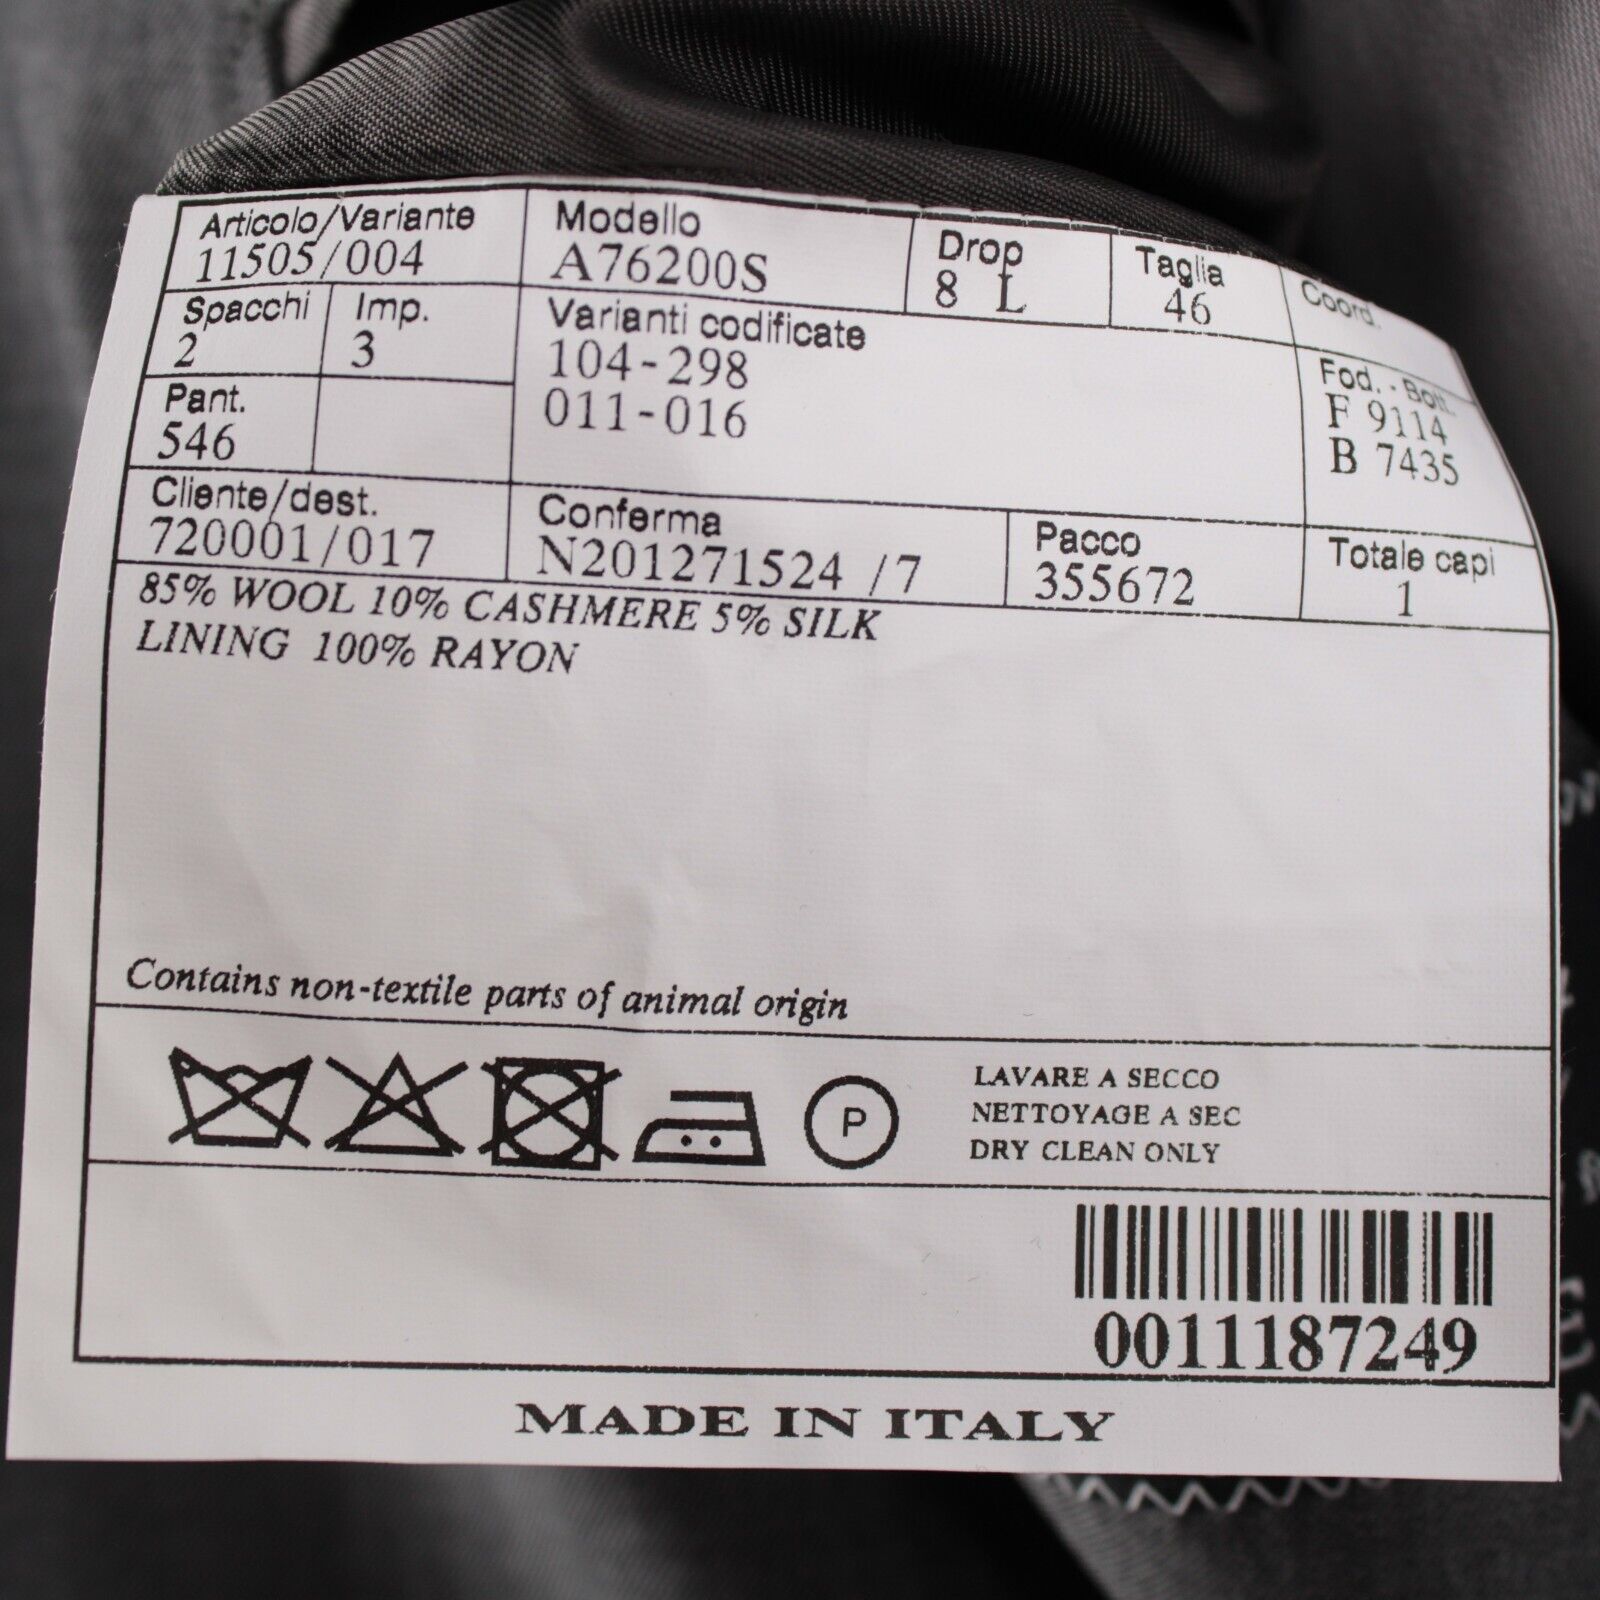 Articolo/Variante
11505/004
Modello
A76200S
Drop
8 L
Taglia
46
Coord.
Spacchi
2
Imp.
3
Varianti codificate
104-298
011-016
Fod. - Bott.
F 9114
B 7435
Pant.
546
Cliente/dest.
720001/017
Conferma
N201271524 /7
Pacco
355672
Totale capi
1
85% WOOL 10% CASHMERE 5% SILK
LINING 100% RAYON
Contains non-textile parts of animal origin
P
LAVARE A SECCO
NETTOYAGE A SEC
DRY CLEAN ONLY
0011187249
MADE IN ITALY